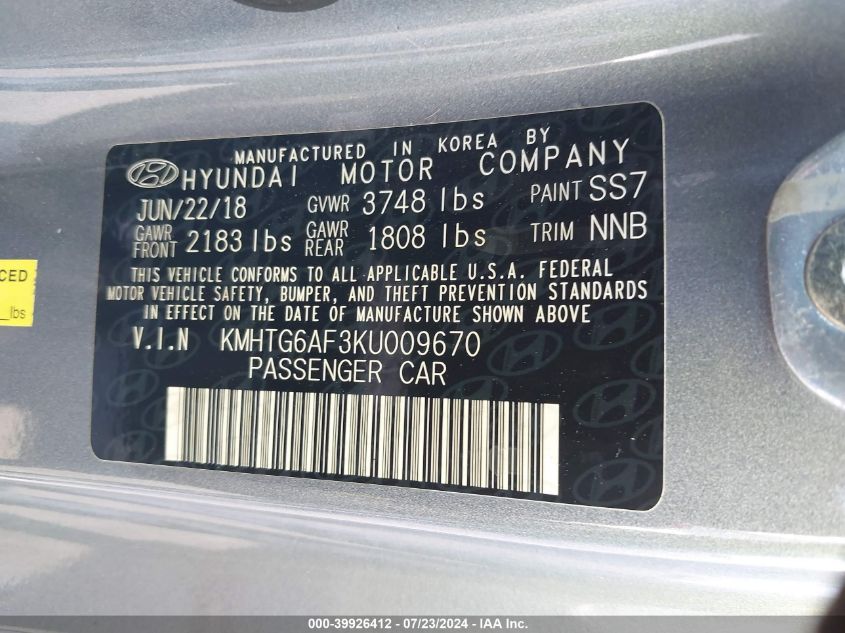 MANUFACTURED IN KOREA BY
HYUNDAI MOTOR COMPANY
JUN/22/18 GVWR 3748 lbs PAINT SS7
GAWR FRONT 2183 lbs GAWR REAR 1808 lbs TRIM NNB
THIS VEHICLE CONFORMS TO ALL APPLICABLE U.S.A. FEDERAL
MOTOR VEHICLE SAFETY, BUMPER, AND THEFT PREVENTION STANDARDS
IN EFFECT ON THE DATE OF MANUFACTURE SHOWN ABOVE.
V.I.N KMHTG6AF3KU009670
PASSENGER CAR
CED
_lbs
000-39926412 - 07/23/2024 - IAA Inc.